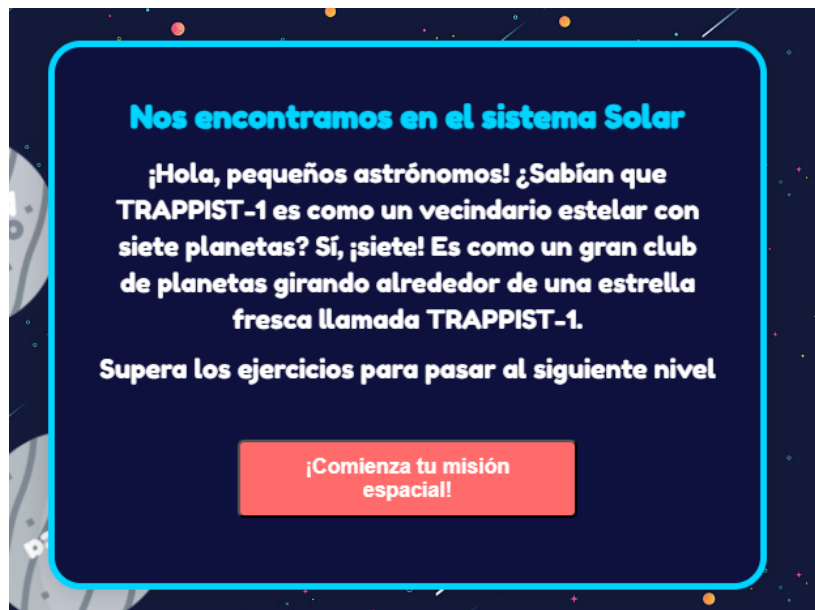 Nos encontramos en el sistema Solar
¡Hola, pequeños astrónomos! ¿Sabían que
TRAPPIST-1 es como un vecindario estelar con
siete planetas? Sí, ¡siete! Es como un gran club
de planetas girando alrededor de una estrella
fresca llamada TRAPPIST-1.
Supera los ejercicios para pasar al siguiente nivel
¡Comienza tu misión
espacial!